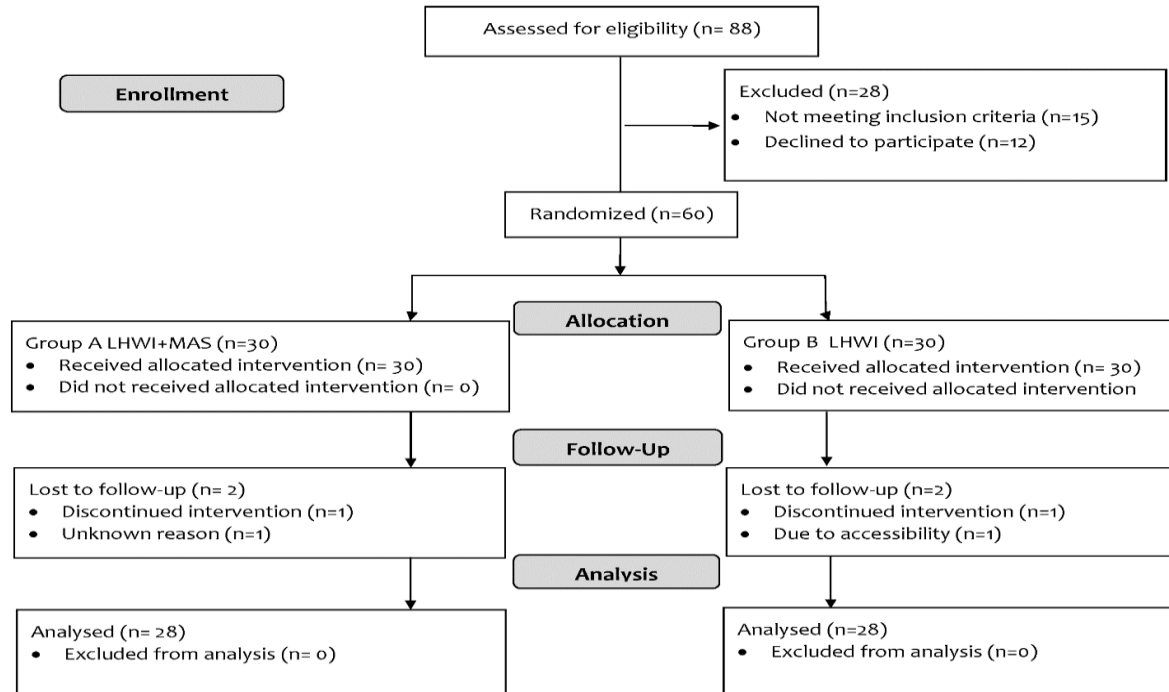 Assessed for eligibility (n= 88)
Enrollment
Excluded (n=28)
• Not meeting inclusion criteria (n=15)
• Declined to participate (n=12)
Randomized (n=60)
Allocation
Group A LHWI+MAS (n=30)
• Received allocated intervention (n= 30)
• Did not received allocated intervention (n= 0)
Group B LHWI (n=30)
• Received allocated intervention (n= 30)
• Did not received allocated intervention
Follow-Up
Lost to follow-up (n= 2)
• Discontinued intervention (n=1)
• Unknown reason (n=1)
Lost to follow-up (n=2)
• Discontinued intervention (n=1)
• Due to accessibility (n=1)
Analysis
Analysed (n= 28)
• Excluded from analysis (n= 0)
Analysed (n=28)
• Excluded from analysis (n=0)